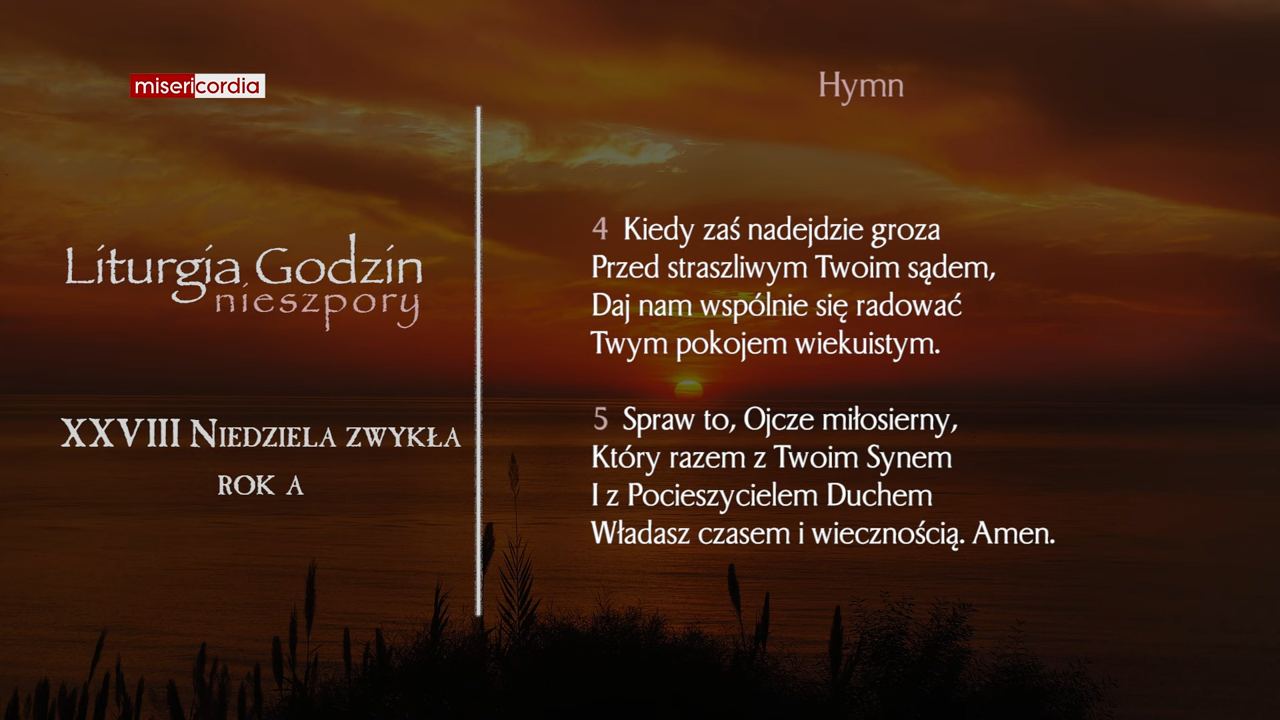 misericordia
Liturgia Godzin
nieszpory
XXVIII Niedziela zwykła
rok A
Hymn
4 Kiedy zaś nadejdzie groza
Przed straszliwym Twoim sądem,
Daj nam wspólnie się radować
Twym pokojem wiekuistym.
5 Spraw to, Ojcze miłosierny,
Który razem z Twoim Synem
I z Pocieszycielem Duchem
Władasz czasem i wiecznością. Amen.